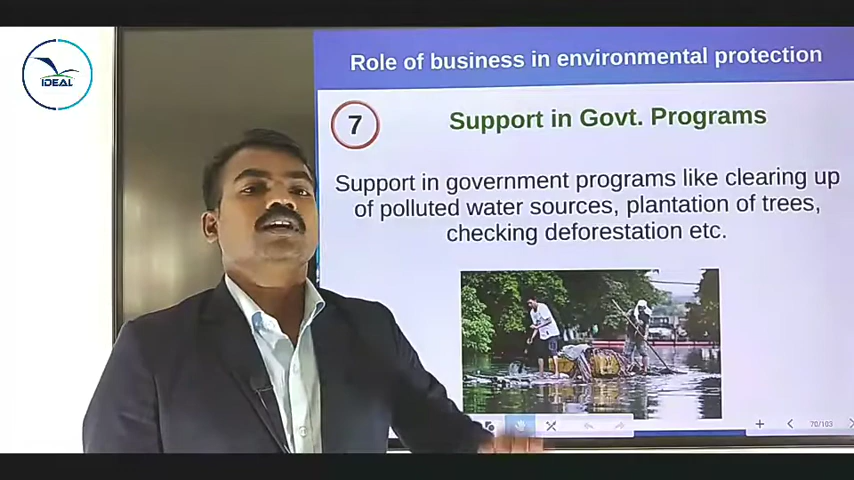 IDEAL
Role of business in environmental protection
7
Support in Govt. Programs
Support in government programs like clearing up
of polluted water sources, plantation of trees,
checking deforestation etc.
70/103